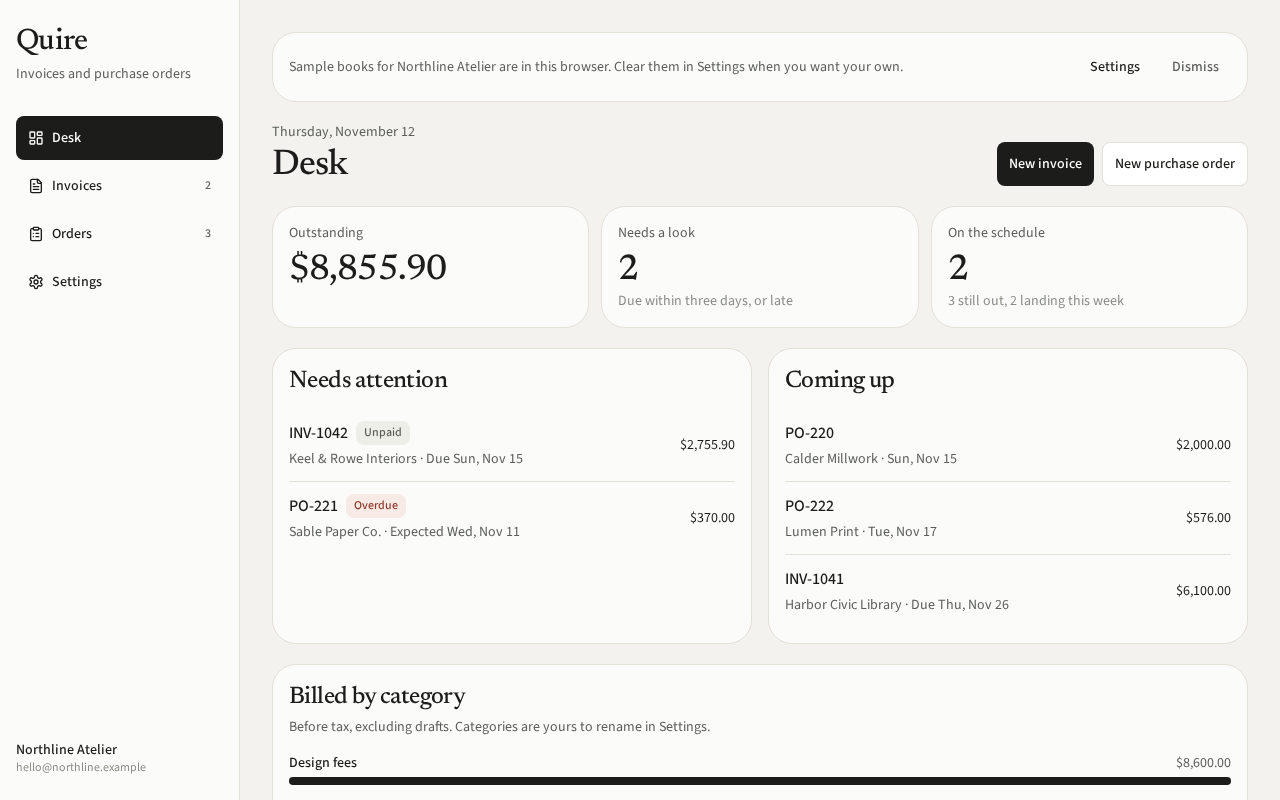 Quire
Invoices and purchase orders
Desk
Invoices 2
Orders 3
Settings
Northline Atelier
hello@northline.example
Sample books for Northline Atelier are in this browser. Clear them in Settings when you want your own. Settings Dismiss
Thursday, November 12
Desk
New invoice New purchase order
Outstanding
$8,855.90
Needs a look
2
Due within three days, or late
On the schedule
2
3 still out, 2 landing this week
Needs attention
INV-1042 Unpaid
Keel & Rowe Interiors · Due Sun, Nov 15
$2,755.90
PO-221 Overdue
Sable Paper Co. · Expected Wed, Nov 11
$370.00
Coming up
PO-220
Calder Millwork · Sun, Nov 15
$2,000.00
PO-222
Lumen Print · Tue, Nov 17
$576.00
INV-1041
Harbor Civic Library · Due Thu, Nov 26
$6,100.00
Billed by category
Before tax, excluding drafts. Categories are yours to rename in Settings.
Design fees $8,600.00